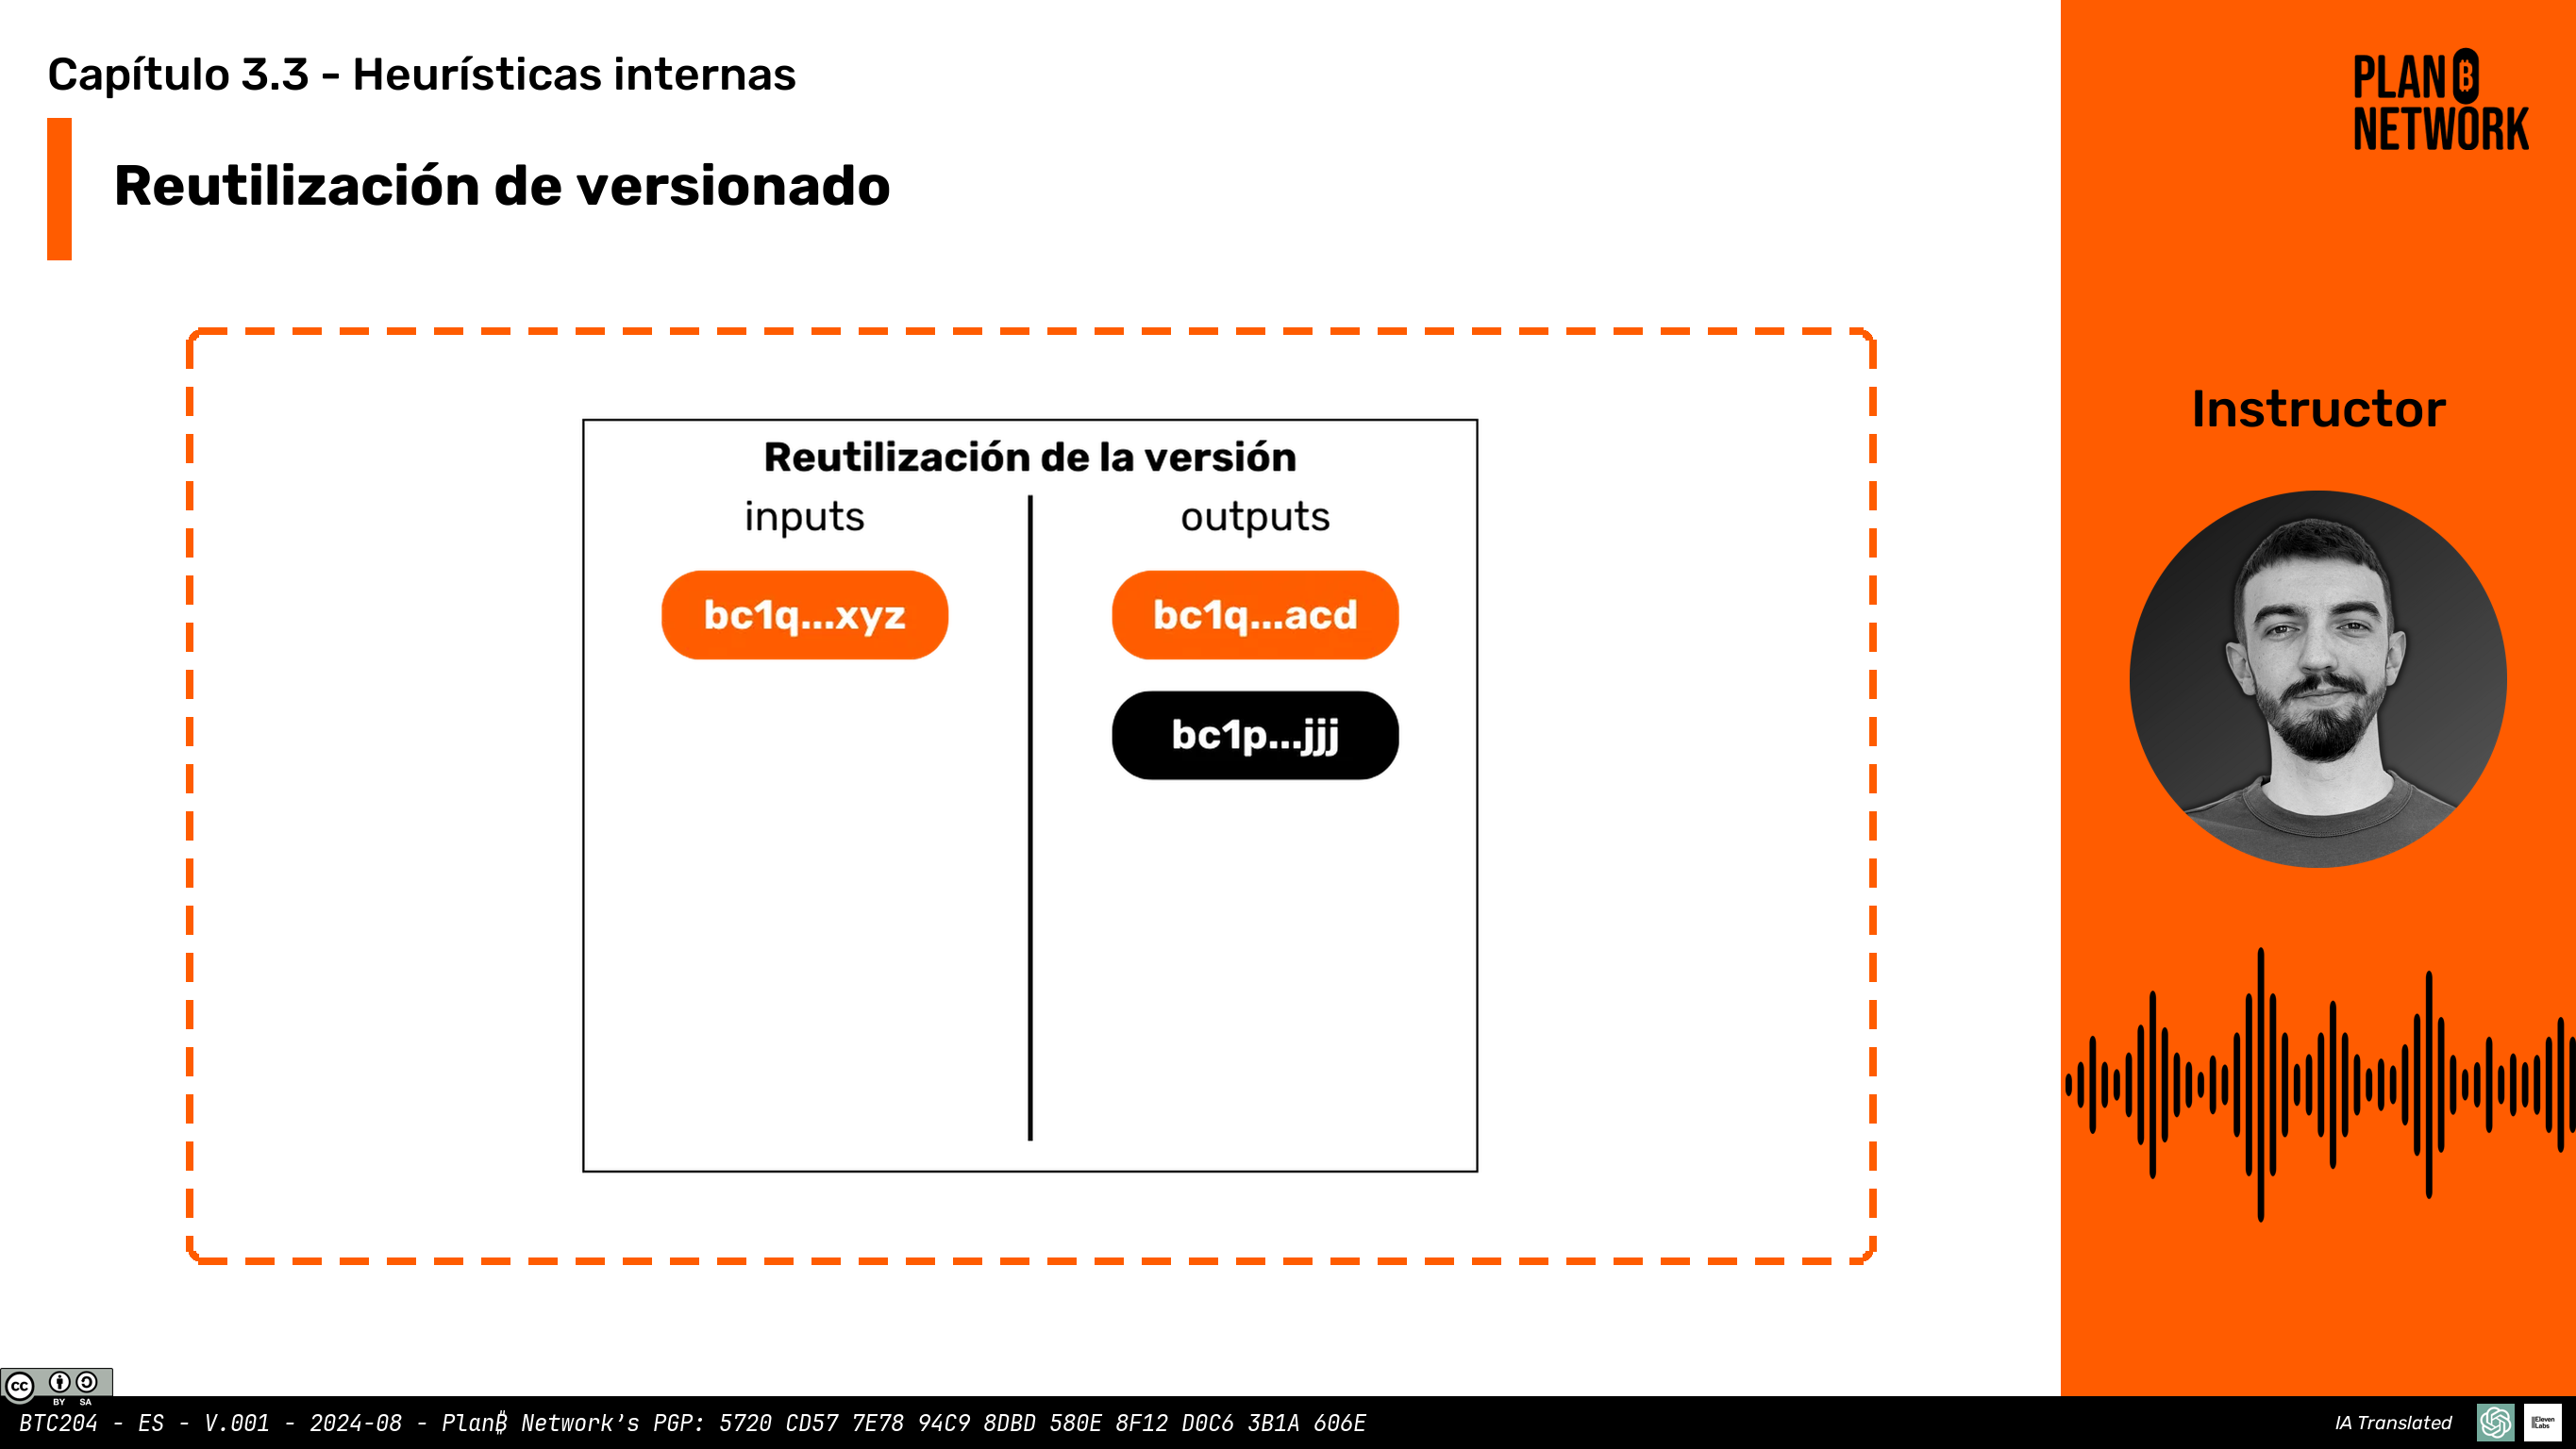 Capítulo 3.3 - Heurísticas internas
Reutilización de versionado
PLAN ₿
NETWORK
Instructor
Reutilización de la versión
inputs
outputs
bc1q...xyz
bc1q...acd
bc1p...jjj
CC BY SA
BTC204 - ES - V.001 - 2024-08 - Plan₿ Network’s PGP: 5720 CD57 7E78 94C9 8DBD 580E 8F12 D0C6 3B1A 606E
IA Translated
ElevenLabs